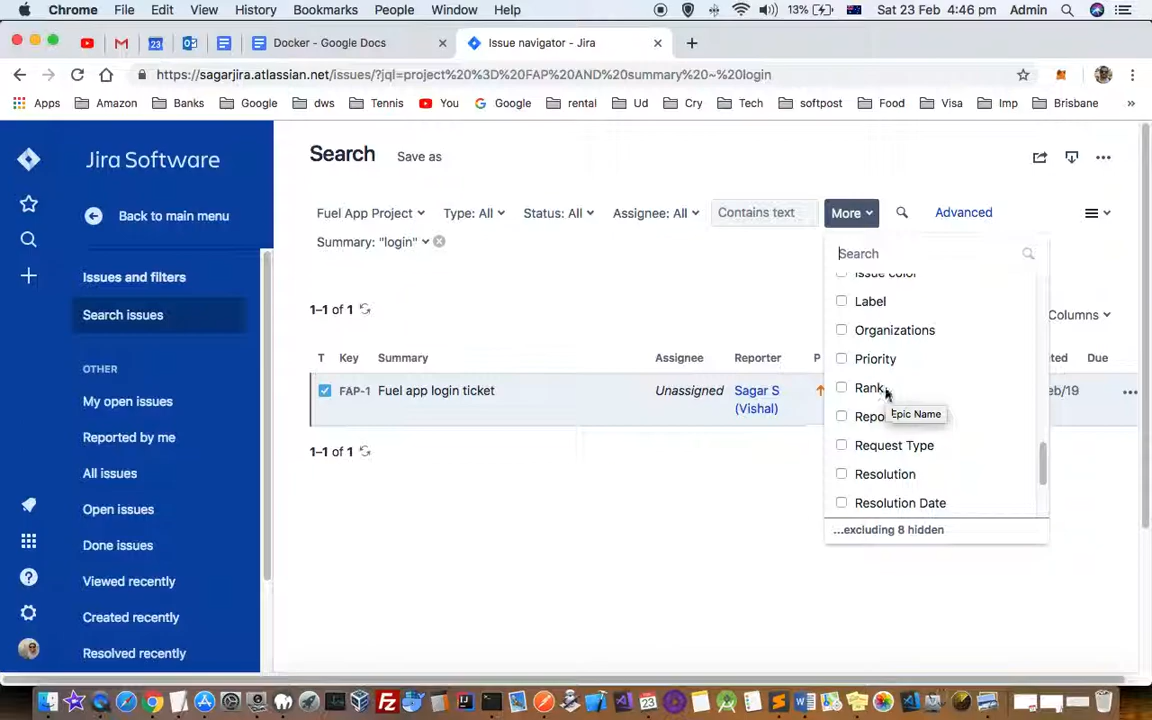 Chrome File Edit View History Bookmarks People Window Help 13% Sat 23 Feb 4:46 pm Admin
23 Docker - Google Docs Issue navigator - Jira
https://sagarjira.atlassian.net/issues/?jql=project%20%3D%20FAP%20AND%20summary%20~%20login
Apps Amazon Banks Google dws Tennis You Google rental Ud Cry Tech softpost Food Visa Imp Brisbane »
Jira Software
Back to main menu
Issues and filters
Search issues
OTHER
My open issues
Reported by me
All issues
Open issues
Done issues
Viewed recently
Created recently
Resolved recently
Search Save as
Fuel App Project Type: All Status: All Assignee: All Contains text More Advanced
Summary: "login"
1–1 of 1
Columns
T Key Summary Assignee Reporter P Due
FAP-1 Fuel app login ticket Unassigned Sagar S
(Vishal)
eb/19
1–1 of 1
Search
Issue color
Label
Organizations
Priority
Rank
Epic Name
Request Type
Resolution
Resolution Date
...excluding 8 hidden